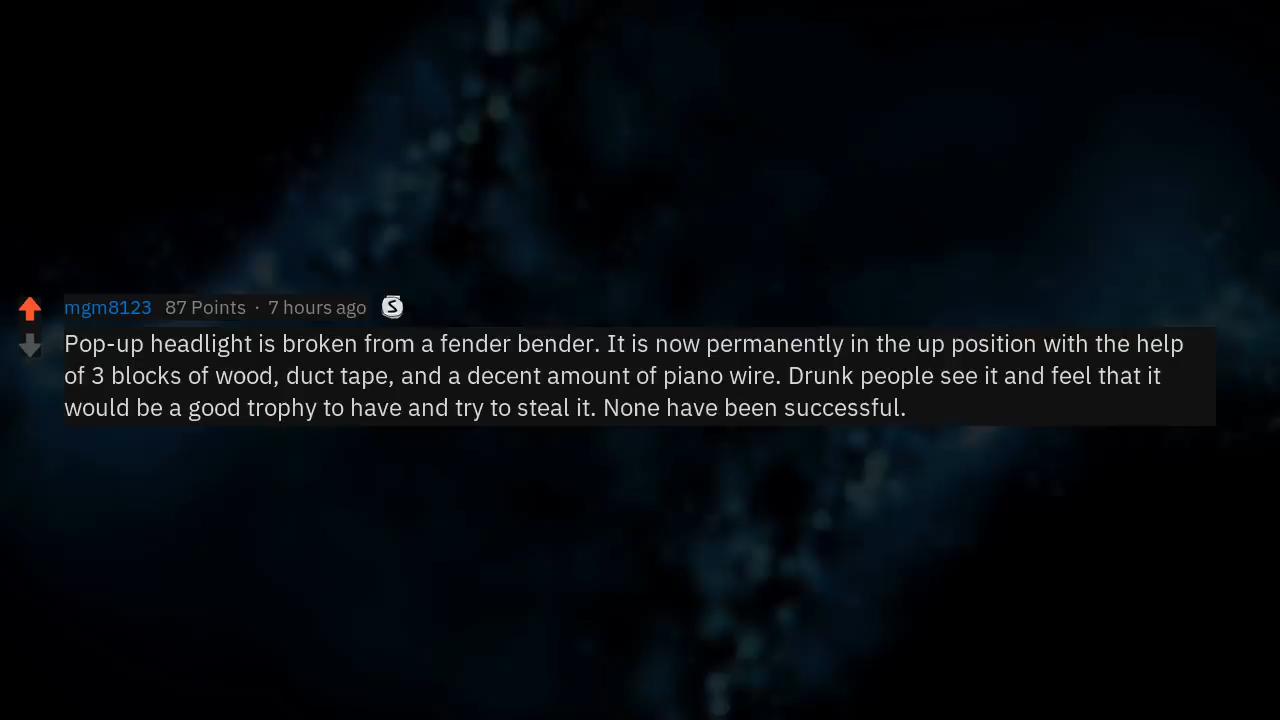 mgm8123 87 Points · 7 hours ago S
Pop-up headlight is broken from a fender bender. It is now permanently in the up position with the help
of 3 blocks of wood, duct tape, and a decent amount of piano wire. Drunk people see it and feel that it
would be a good trophy to have and try to steal it. None have been successful.